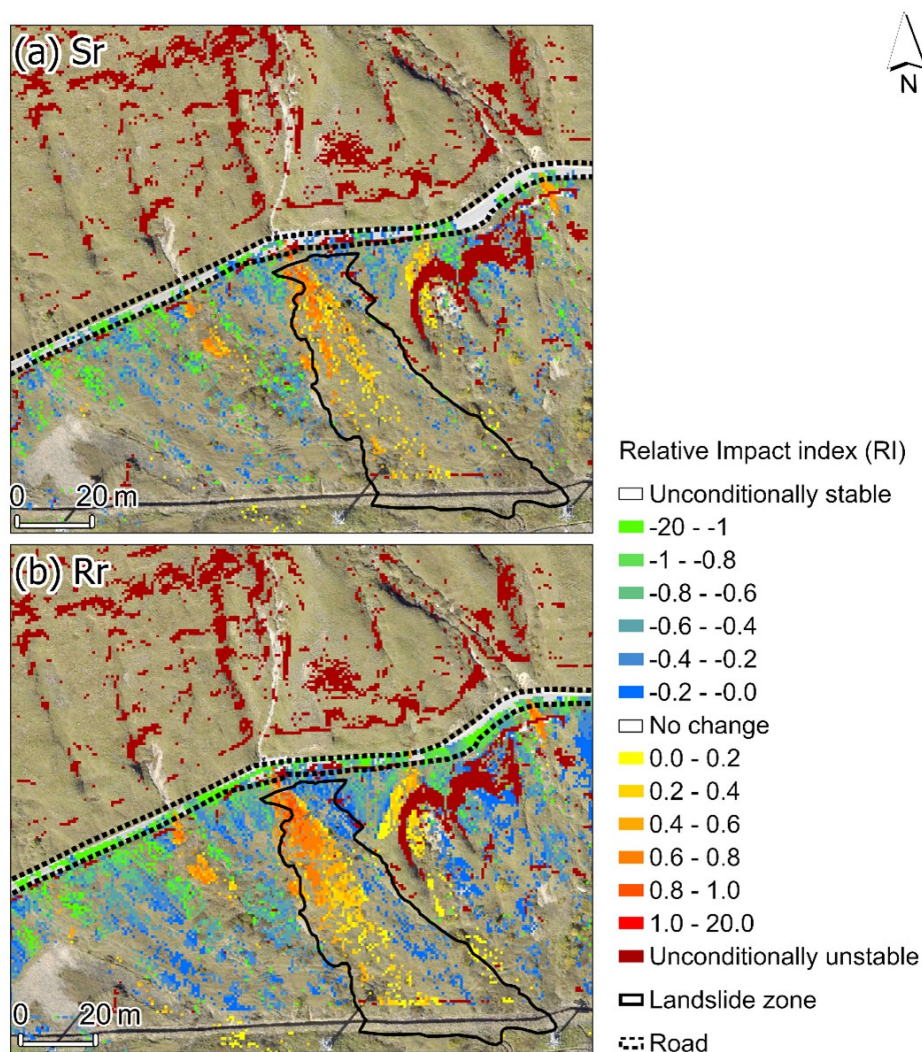 (a) Sr
N
0 20 m
(b) Rr
0 20 m
Relative Impact index (RI)
Unconditionally stable
-20 - -1
-1 - -0.8
-0.8 - -0.6
-0.6 - -0.4
-0.4 - -0.2
-0.2 - -0.0
No change
0.0 - 0.2
0.2 - 0.4
0.4 - 0.6
0.6 - 0.8
0.8 - 1.0
1.0 - 20.0
Unconditionally unstable
Landslide zone
Road